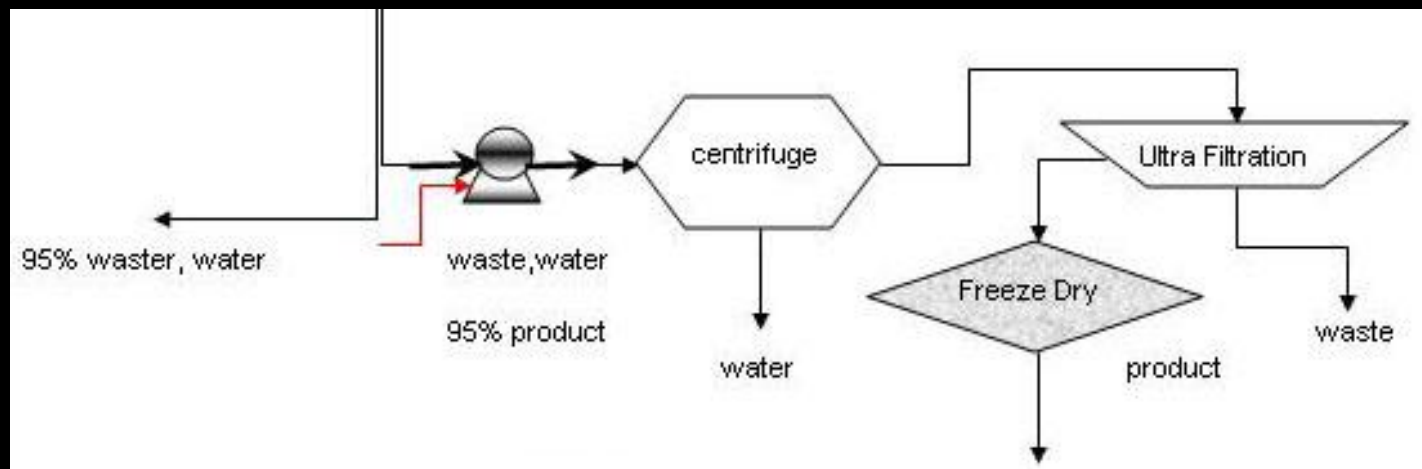 centrifuge
Ultra Filtration
95% waster, water
waste,water
95% product
Freeze Dry
water
product
waste